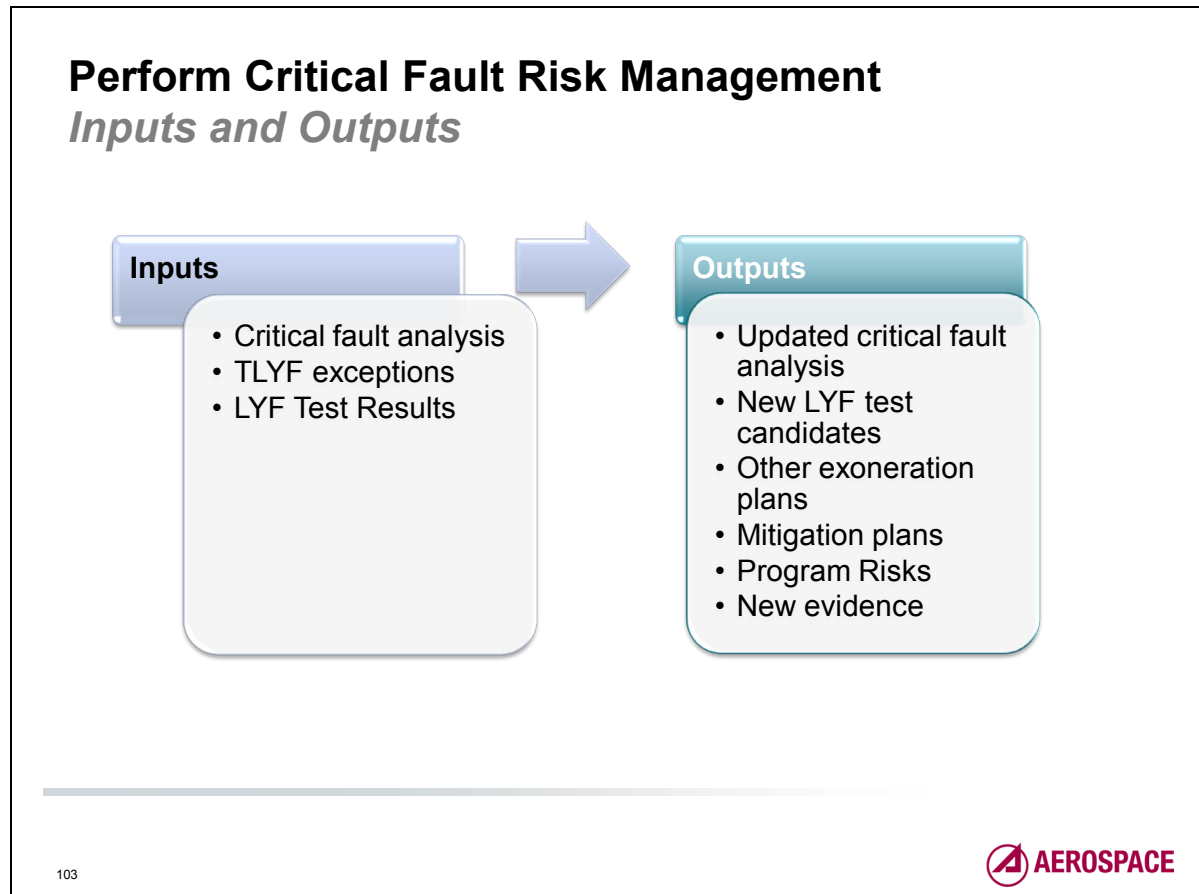 Perform Critical Fault Risk Management
Inputs and Outputs
Inputs
• Critical fault analysis
• TLYF exceptions
• LYF Test Results
Outputs
• Updated critical fault
analysis
• New LYF test
candidates
• Other exoneration
plans
• Mitigation plans
• Program Risks
• New evidence
103
AEROSPACE